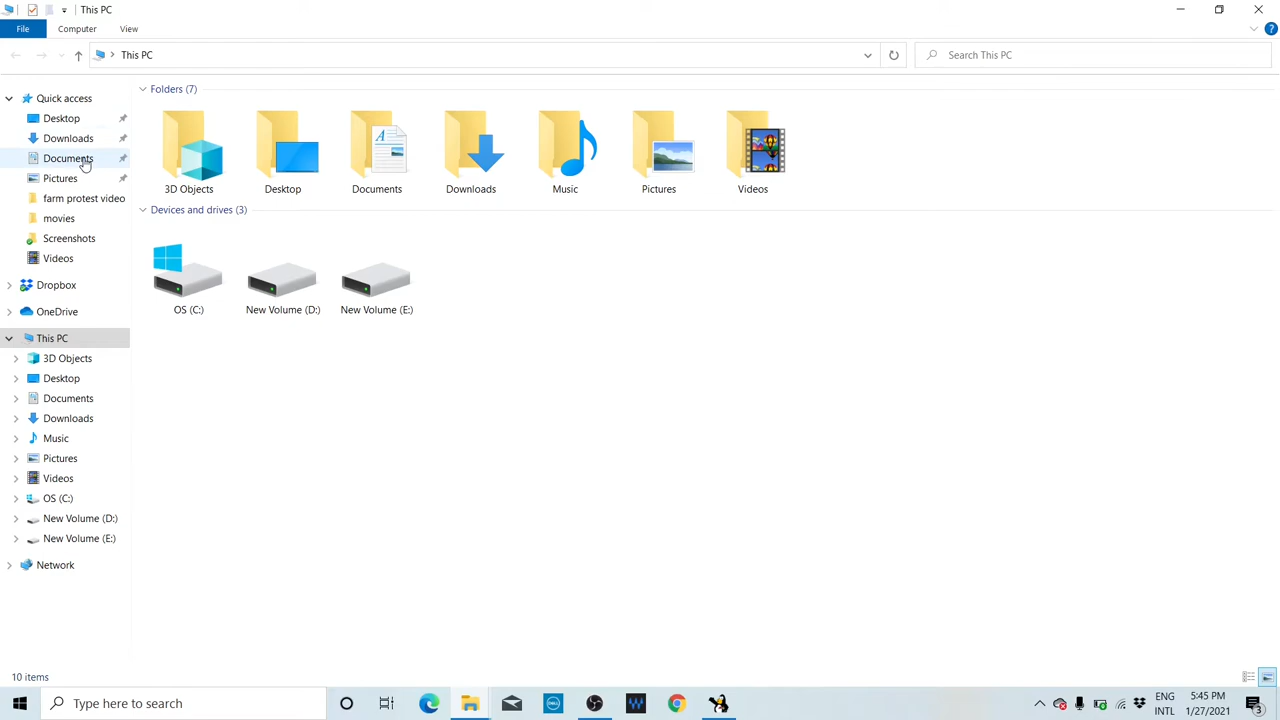 This PC
File
Computer
View
This PC
Search This PC
Quick access
Desktop
Downloads
Documents
Pictures
farm protest video
movies
Screenshots
Videos
Dropbox
OneDrive
This PC
3D Objects
Desktop
Documents
Downloads
Music
Pictures
Videos
OS (C:)
New Volume (D:)
New Volume (E:)
Network
Folders (7)
3D Objects
Desktop
Documents
Downloads
Music
Pictures
Videos
Devices and drives (3)
OS (C:)
New Volume (D:)
New Volume (E:)
10 items
Type here to search
DELL
W
ENG
INTL
5:45 PM
1/27/2021
3